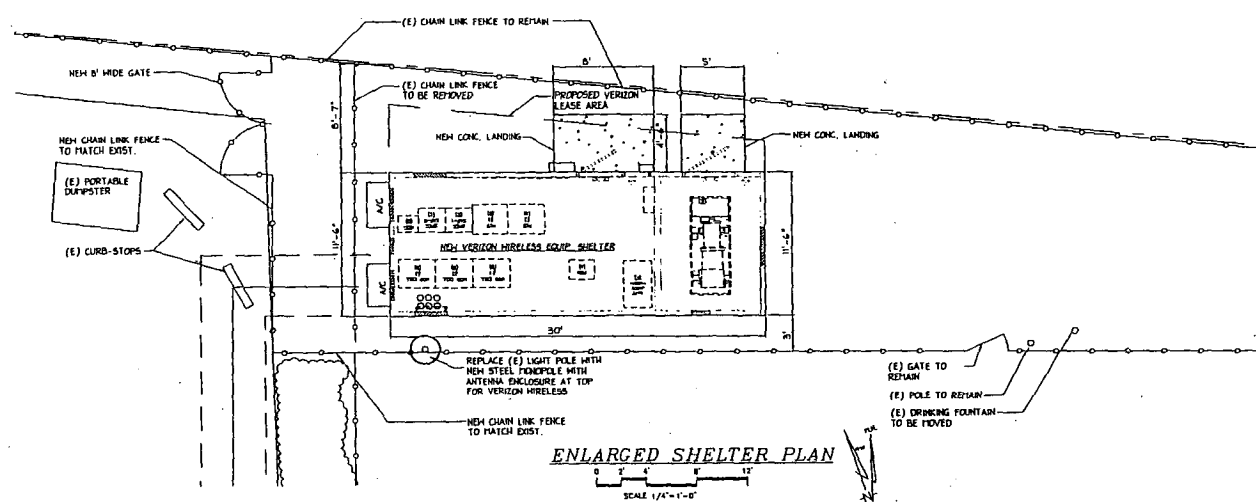 (E) CHAIN LINK FENCE TO REMAIN
NEW 8' WIDE GATE
(E) CHAIN LINK FENCE
TO BE REMOVED
8'-7"
PROPOSED VERIZON
LEASE AREA
8'
5'
NEW CONC. LANDING
NEW CONC. LANDING
NEW CHAIN LINK FENCE
TO MATCH EXIST.
(E) PORTABLE
DUMPSTER
(E) CURB-STOPS
A/C
A/C
11'-6"
NEW VERIZON WIRELESS EQUIP SHELTER
11'-6"
30'
3'
REPLACE (E) LIGHT POLE WITH
NEW STEEL MONOPOLE WITH
ANTENNA ENCLOSURE AT TOP
FOR VERIZON WIRELESS
NEW CHAIN LINK FENCE
TO MATCH EXIST.
(E) GATE TO
REMAIN
(E) POLE TO REMAIN
(E) DRINKING FOUNTAIN
TO BE MOVED
ENLARGED SHELTER PLAN
0 2' 4' 8' 12'
SCALE 1/4"=1'-0"